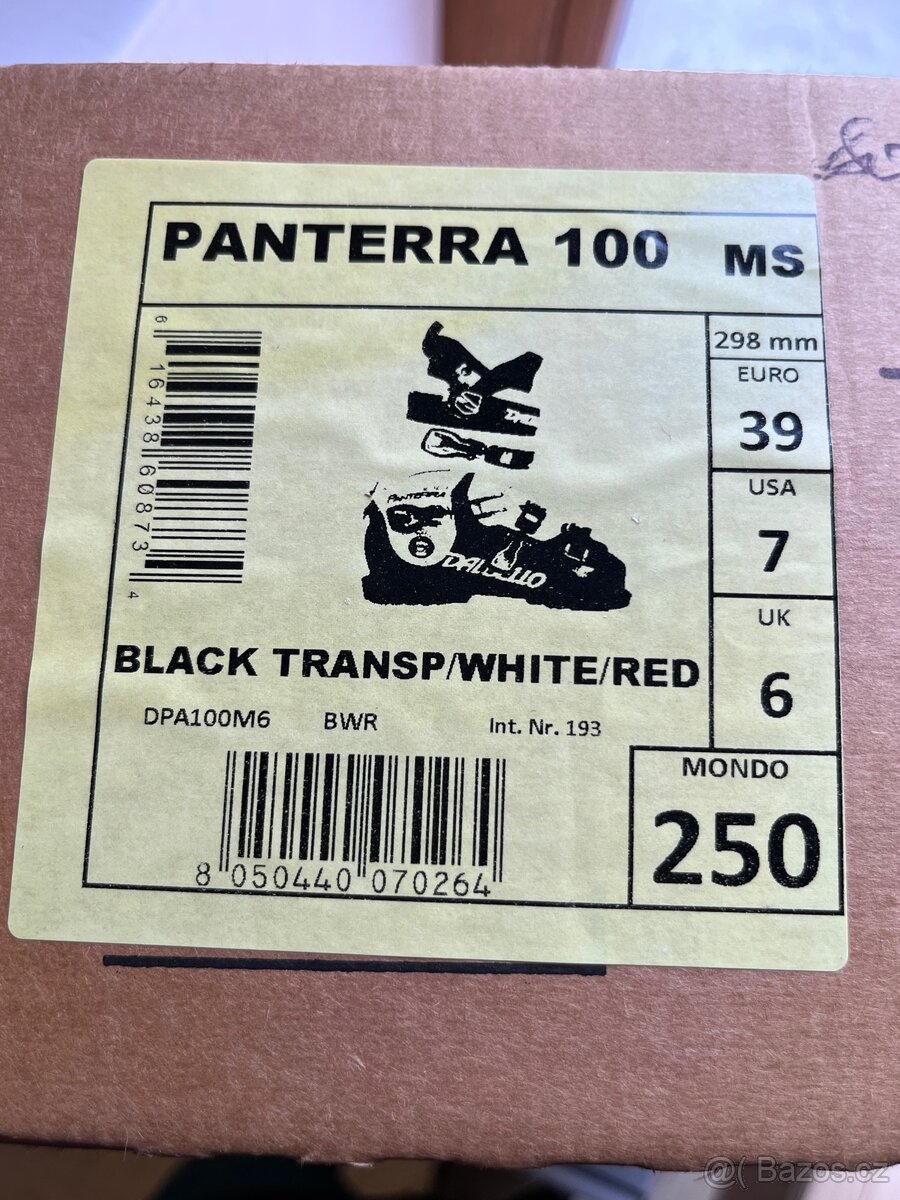 PANTERRA 100 MS
298 mm
EURO
39
USA
7
UK
6
MONDO
250
6 16438 60873 4
PANTERRA
DALBELLO
BLACK TRANSP/WHITE/RED
DPA100M6 BWR Int. Nr. 193
8 050440 070264
@( Bazos.cz